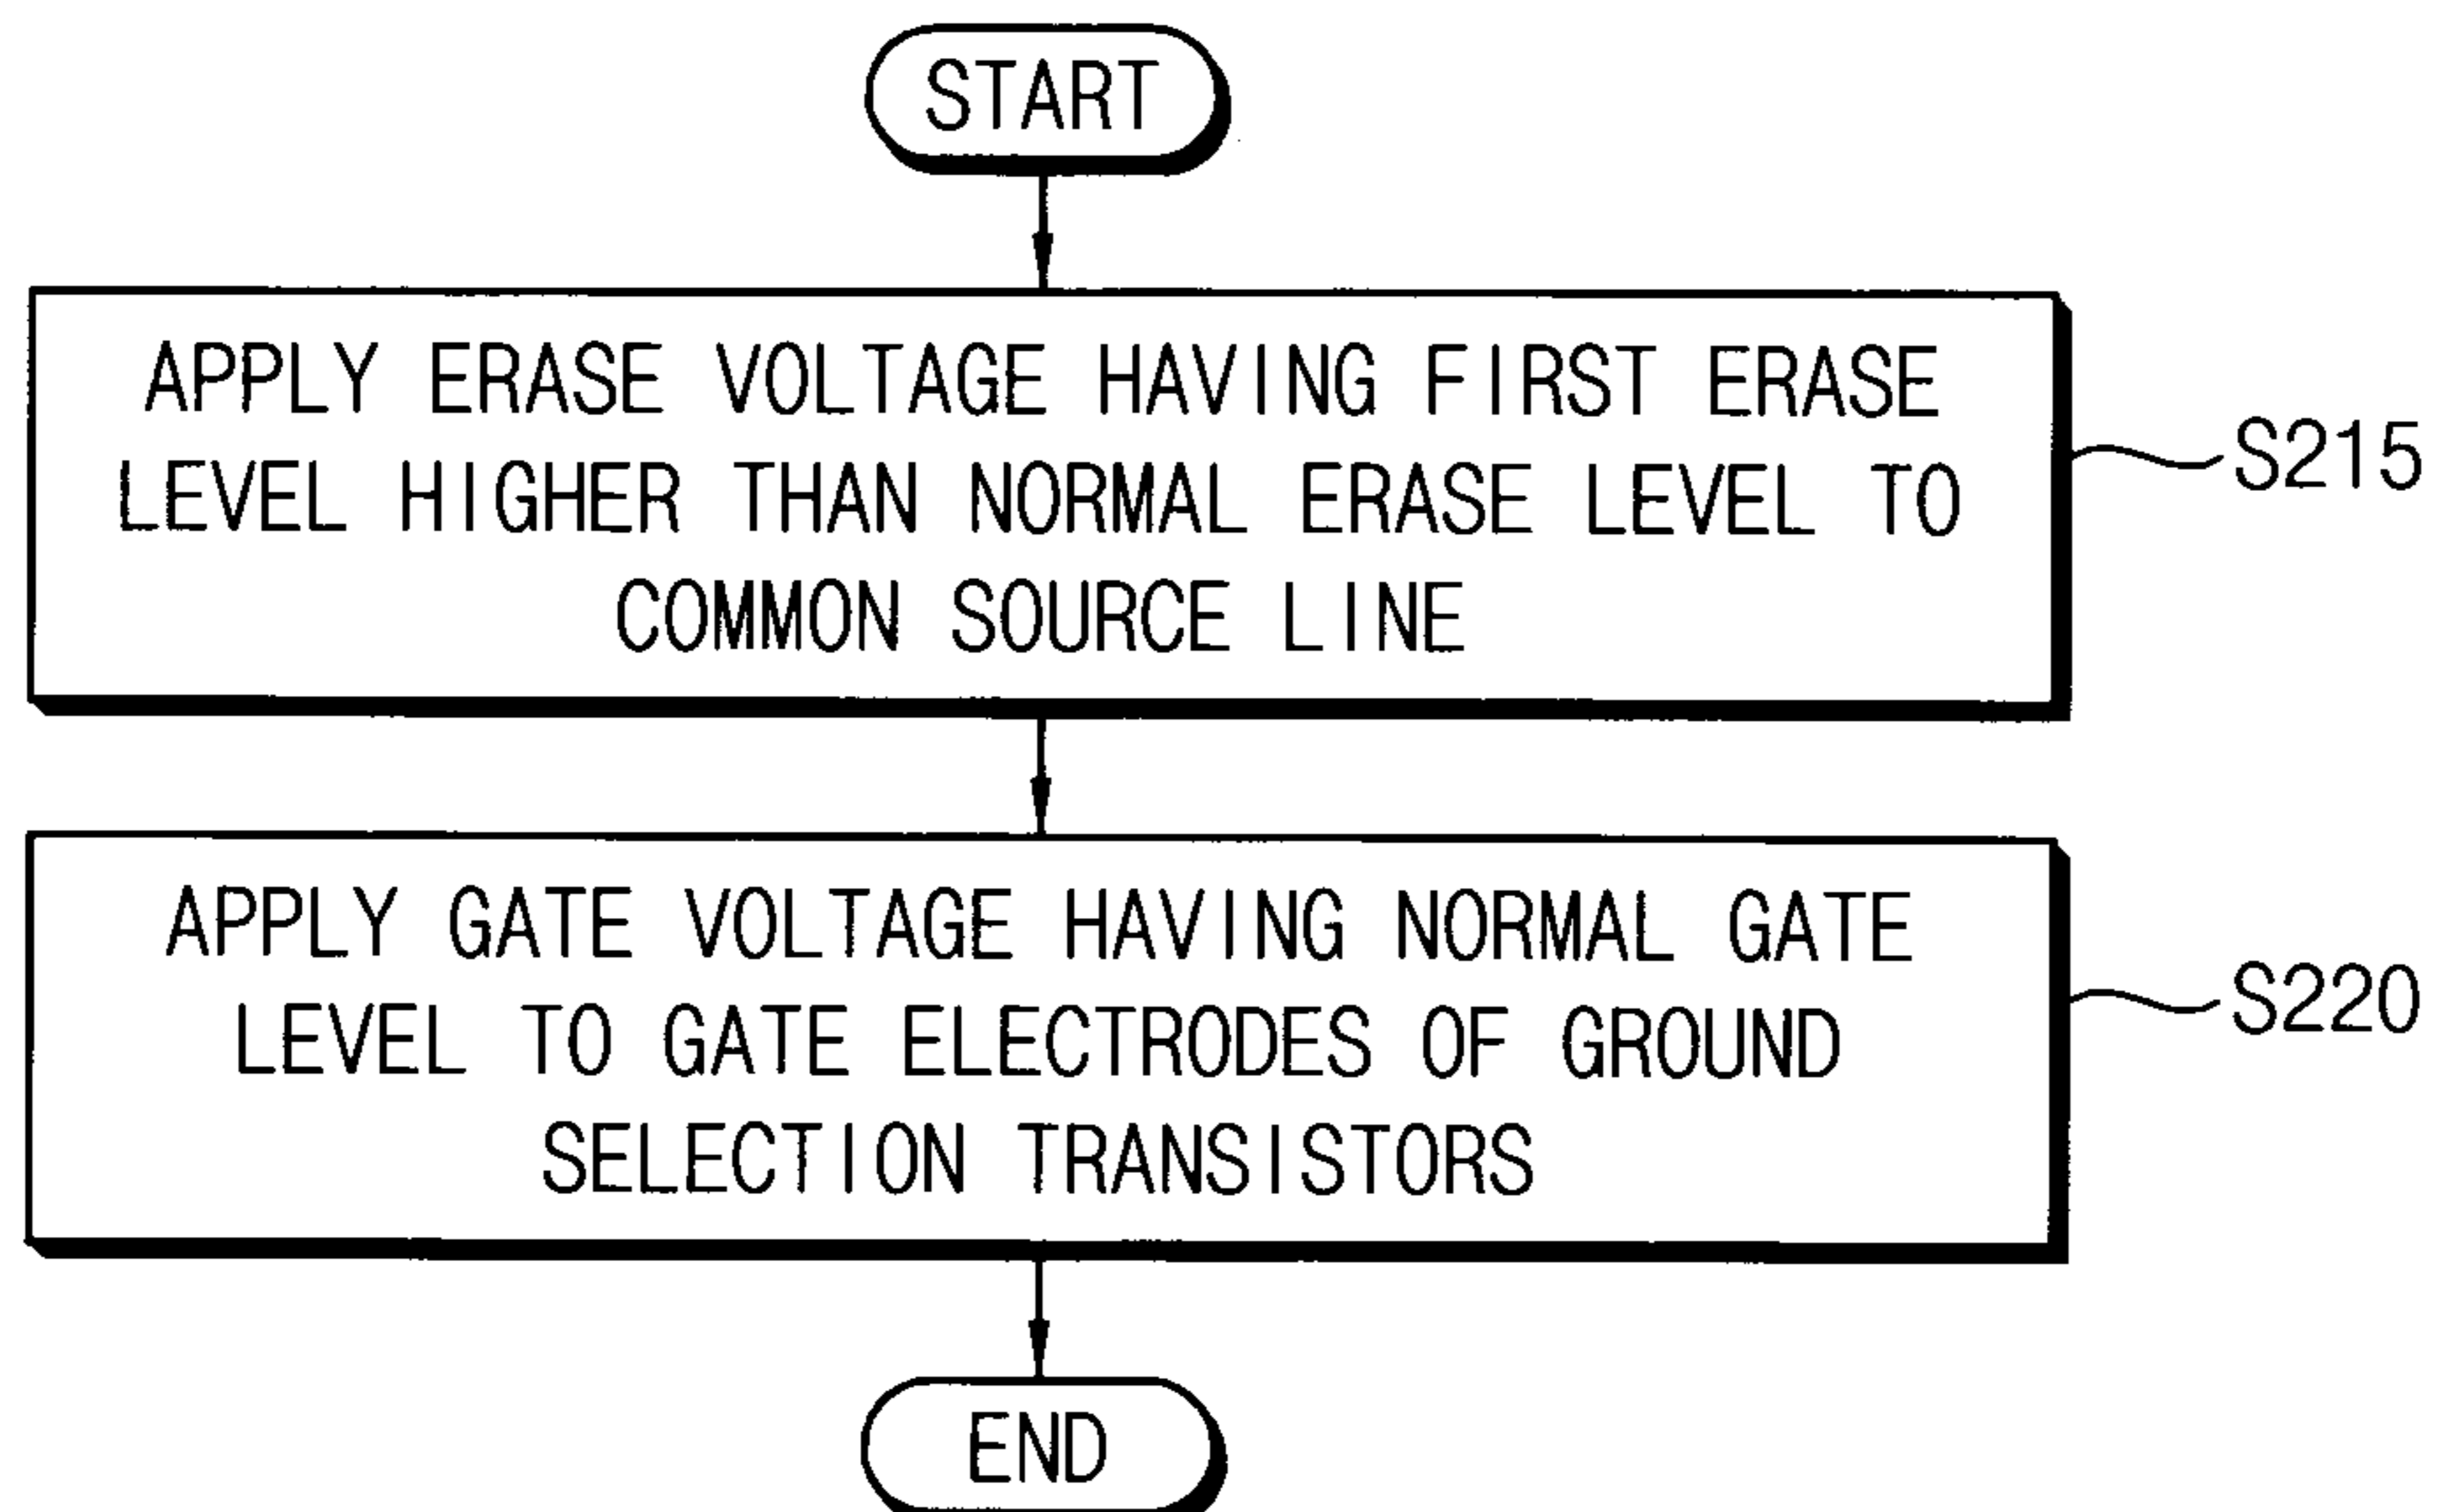 START
APPLY ERASE VOLTAGE HAVING FIRST ERASE
LEVEL HIGHER THAN NORMAL ERASE LEVEL TO
COMMON SOURCE LINE
S215
APPLY GATE VOLTAGE HAVING NORMAL GATE
LEVEL TO GATE ELECTRODES OF GROUND
SELECTION TRANSISTORS
S220
END